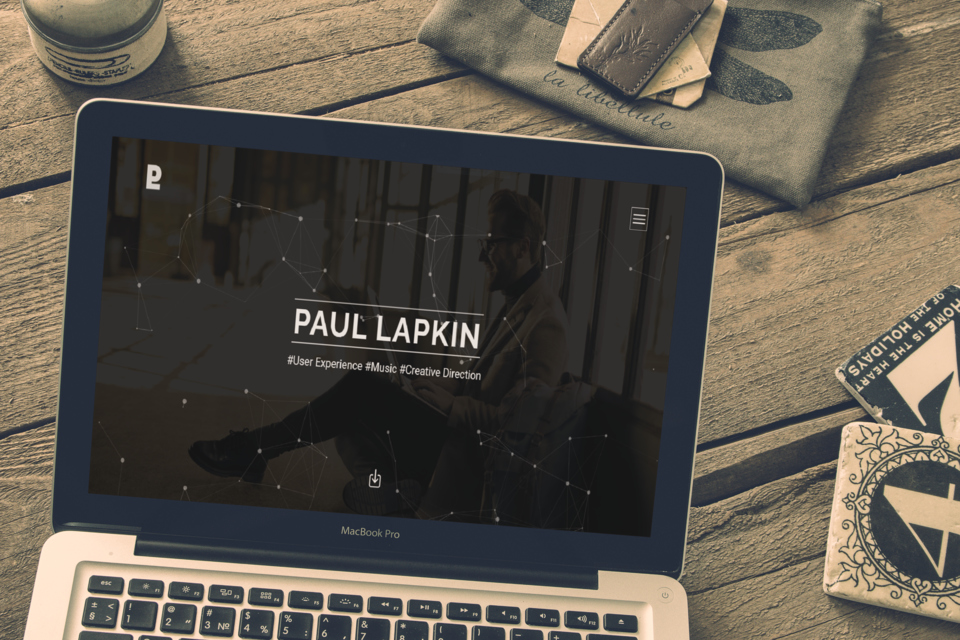 la libellule
HOME IS THE HEART
OF THE HOLIDAYS
PAUL LAPKIN
#User Experience #Music #Creative Direction
MacBook Pro
esc